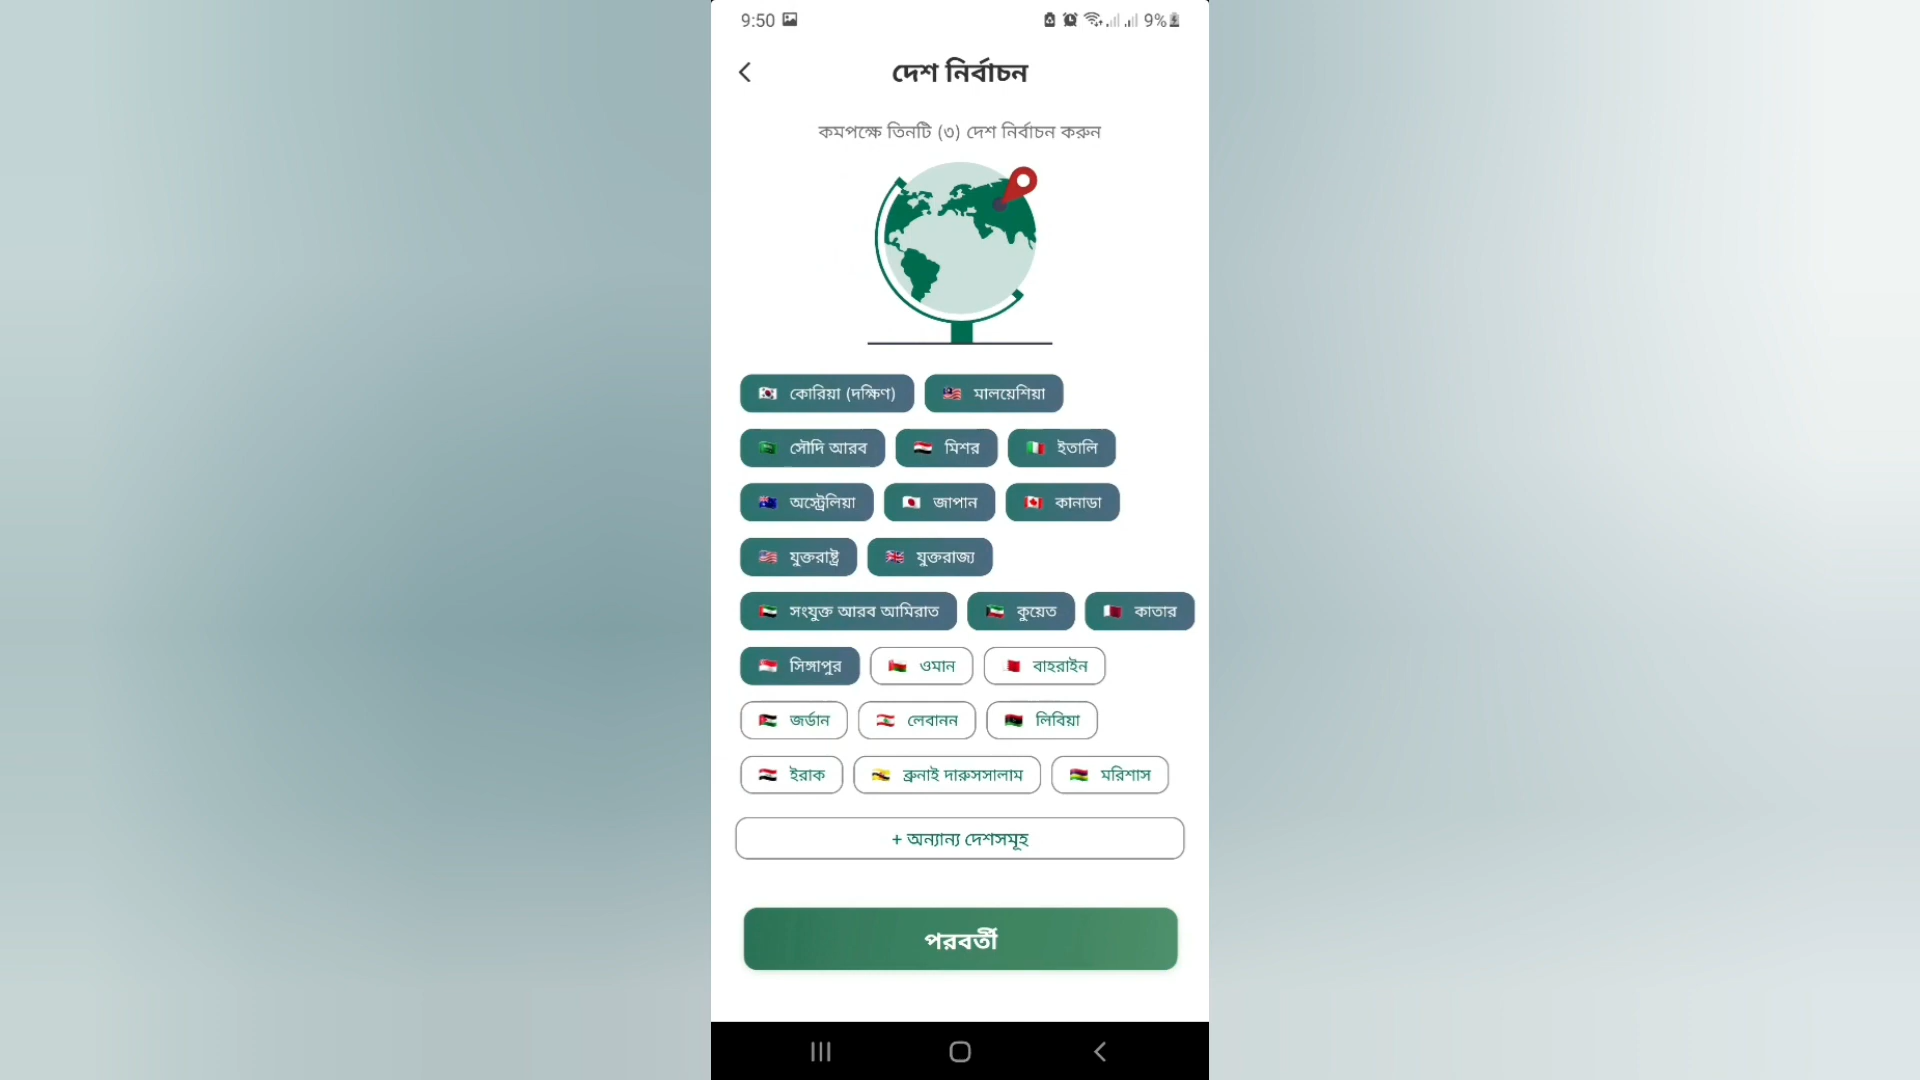 9:50 9%
দেশ নির্বাচন
কমপক্ষে তিনটি (৩) দেশ নির্বাচন করুন
কোরিয়া (দক্ষিণ) মালয়েশিয়া
সৌদি আরব মিশর ইতালি
অস্ট্রেলিয়া জাপান কানাডা
যুক্তরাষ্ট্র যুক্তরাজ্য
সংযুক্ত আরব আমিরাত কুয়েত কাতার
সিঙ্গাপুর ওমান বাহরাইন
জর্ডান লেবানন লিবিয়া
ইরাক ব্রুনাই দারুসসালাম মরিশাস
+ অন্যান্য দেশসমূহ
পরবর্তী